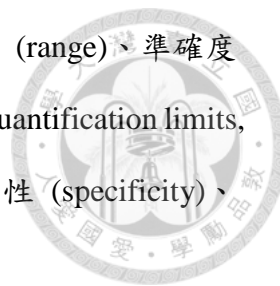 (range)、準確度
uantification limits,
性 (specificity)、